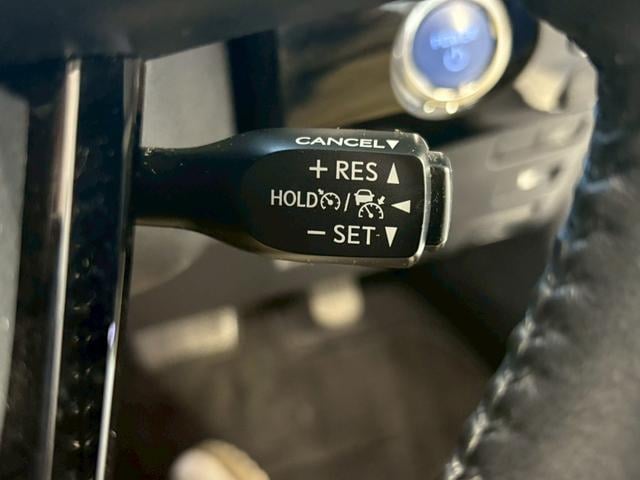 CANCEL▼
+ RES ▲
HOLD / ◀
− SET ▼